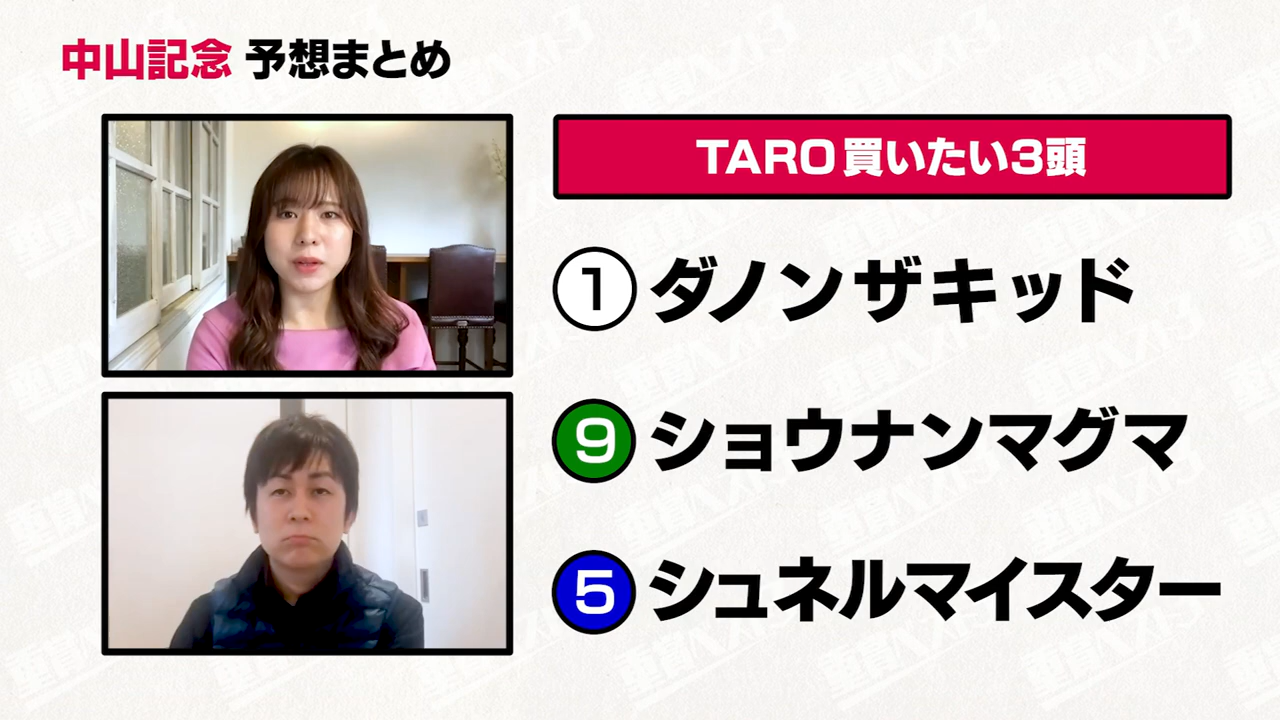 中山記念 予想まとめ
TARO買いたい3頭
1 ダノンザキッド
9 ショウナンマグマ
5 シュネルマイスター